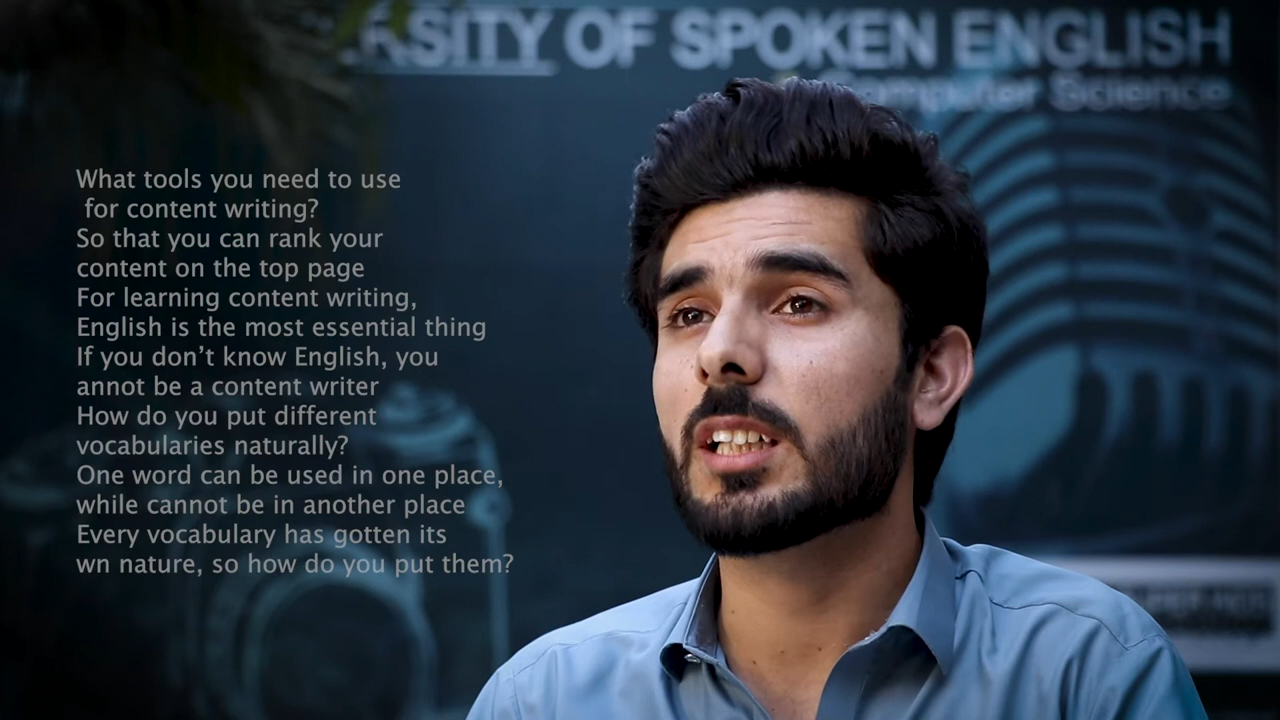 OF SPOKEN ENGLISH
Computer Science
What tools you need to use
for content writing?
So that you can rank your
content on the top page
For learning content writing,
English is the most essential thing
If you don’t know English, you
annot be a content writer
How do you put different
vocabularies naturally?
One word can be used in one place,
while cannot be in another place
Every vocabulary has gotten its
wn nature, so how do you put them?